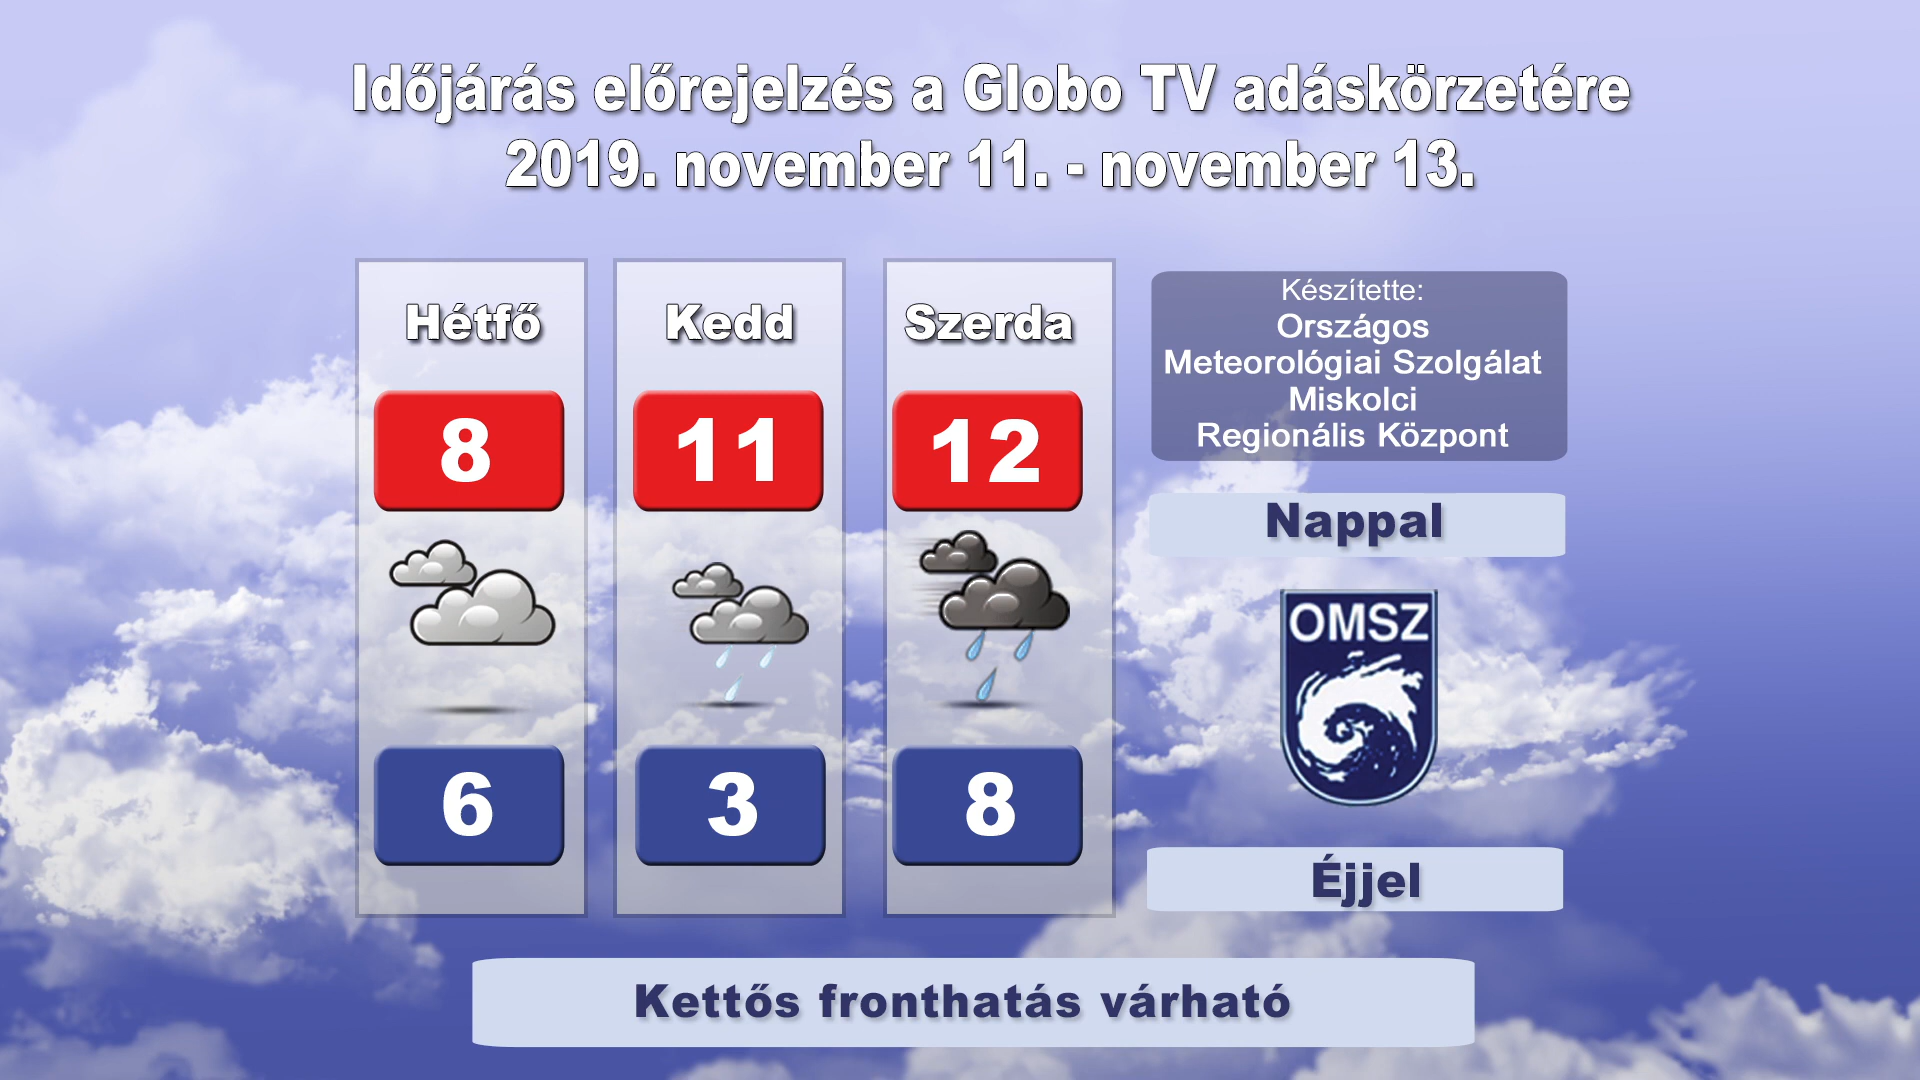 Időjárás előrejelzés a Globo TV adáskörzetére
2019. november 11. - november 13.
Hétfő
Kedd
Szerda
8
11
12
6
3
8
Készítette:
Országos
Meteorológiai Szolgálat
Miskolci
Regionális Központ
Nappal
OMSZ
Éjjel
Kettős fronthatás várható